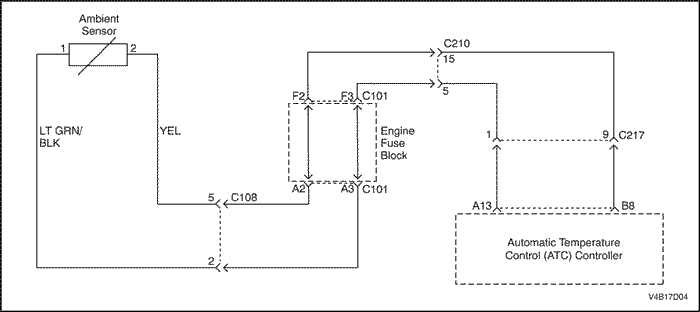 Ambient
Sensor
1
2
C210
15
5
F2
F3
C101
LT GRN/
BLK
YEL
Engine
Fuse
Block
1
9
C217
5
C108
A2
A3
C101
A13
B8
2
Automatic Temperature
Control (ATC) Controller
V4B17D04